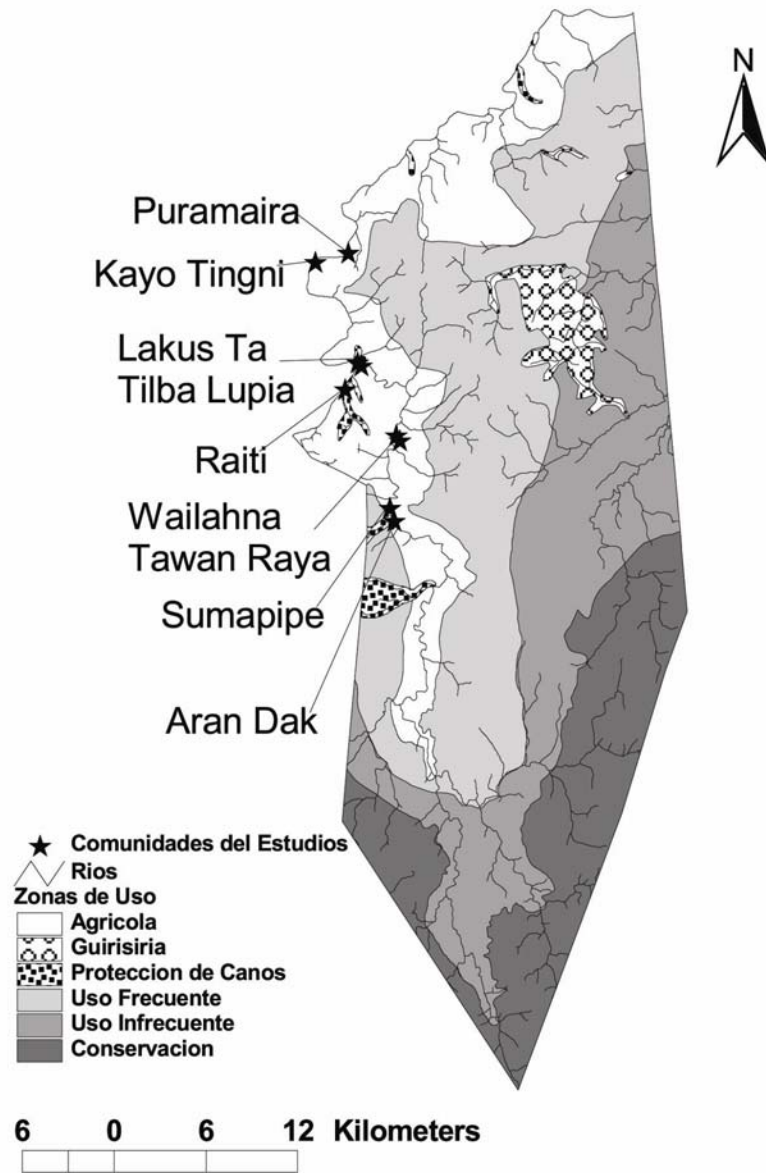 N
Puramaira
Kayo Tingni
Lakus Ta
Tilba Lupia
Raiti
Wailahna
Tawan Raya
Sumapipe
Aran Dak
Comunidades del Estudios
Rios
Zonas de Uso
Agricola
Guirisiria
Proteccion de Canos
Uso Frecuente
Uso Infrecuente
Conservacion
6 0 6 12 Kilometers